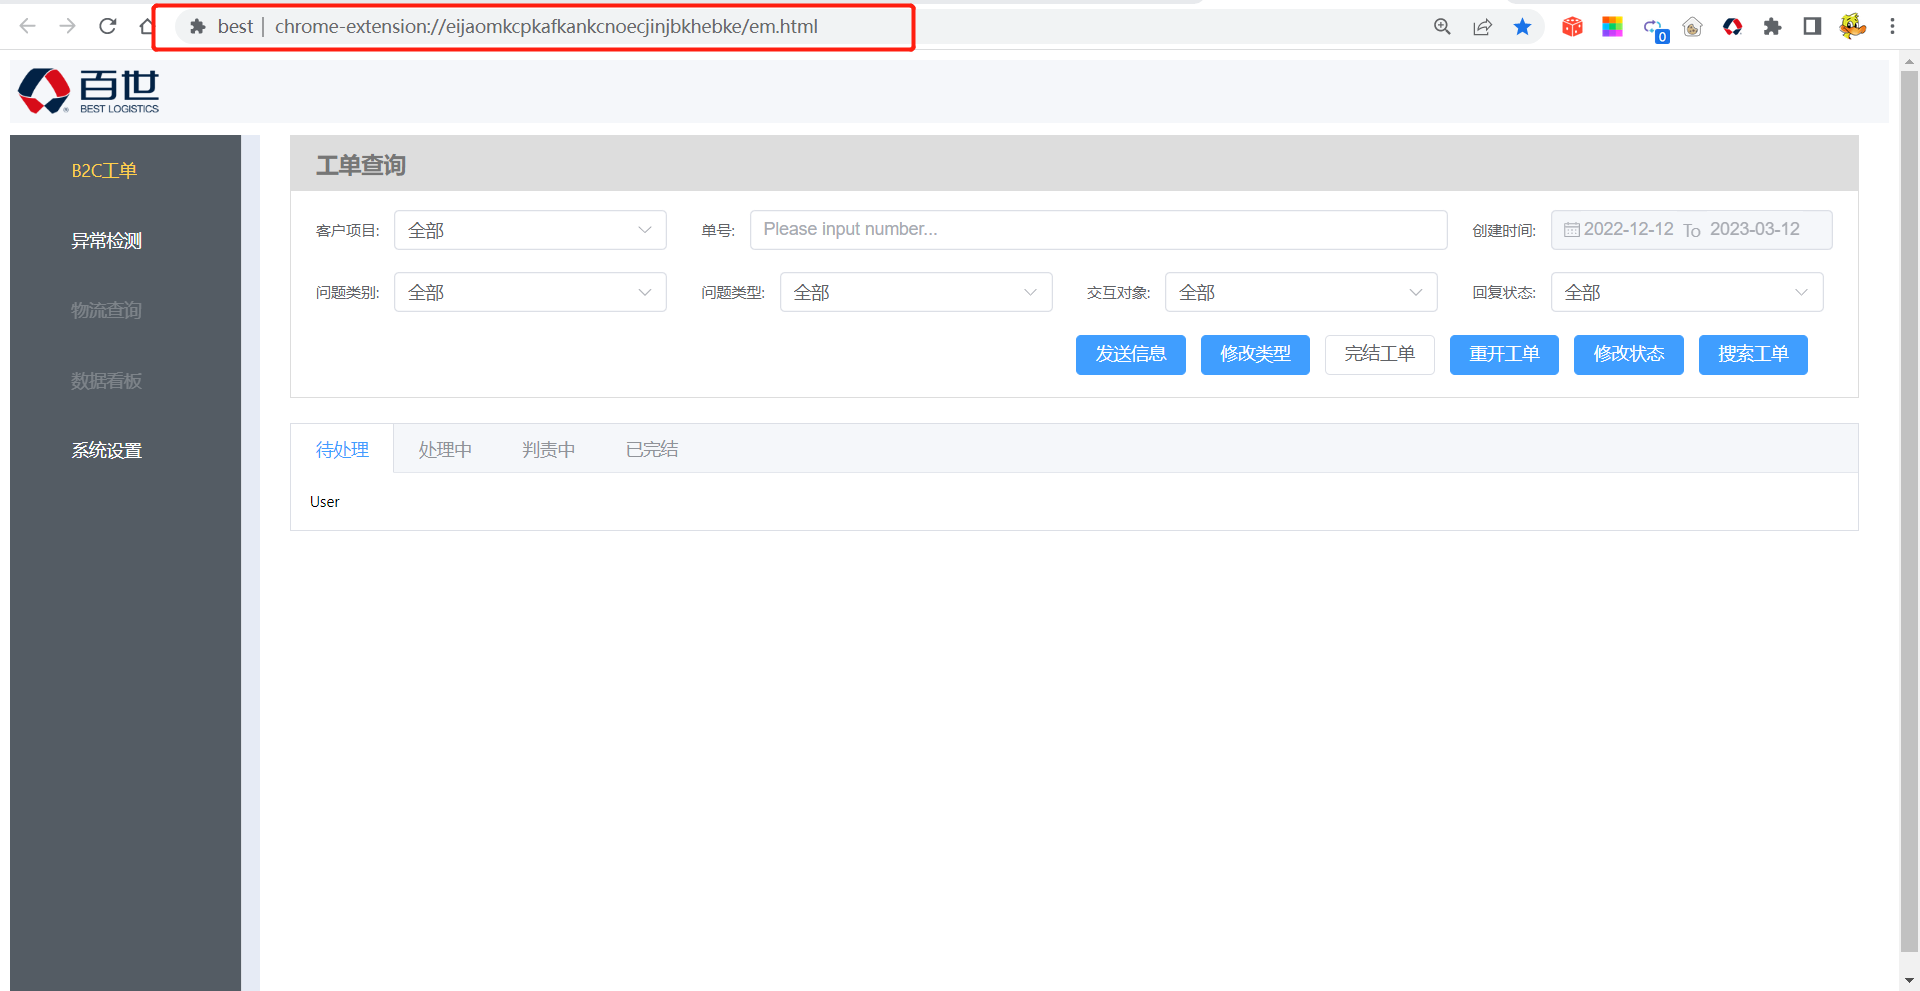 best | chrome-extension://eijaomkcpkafkankcnoecjinjbkhebke/em.html
0
百世
BEST LOGISTICS
B2C工单
异常检测
物流查询
数据看板
系统设置
工单查询
客户项目: 全部 单号: Please input number... 创建时间: 2022-12-12 To 2023-03-12
问题类别: 全部 问题类型: 全部 交互对象: 全部 回复状态: 全部
发送信息 修改类型 完结工单 重开工单 修改状态 搜索工单
待处理 处理中 判责中 已完结
User